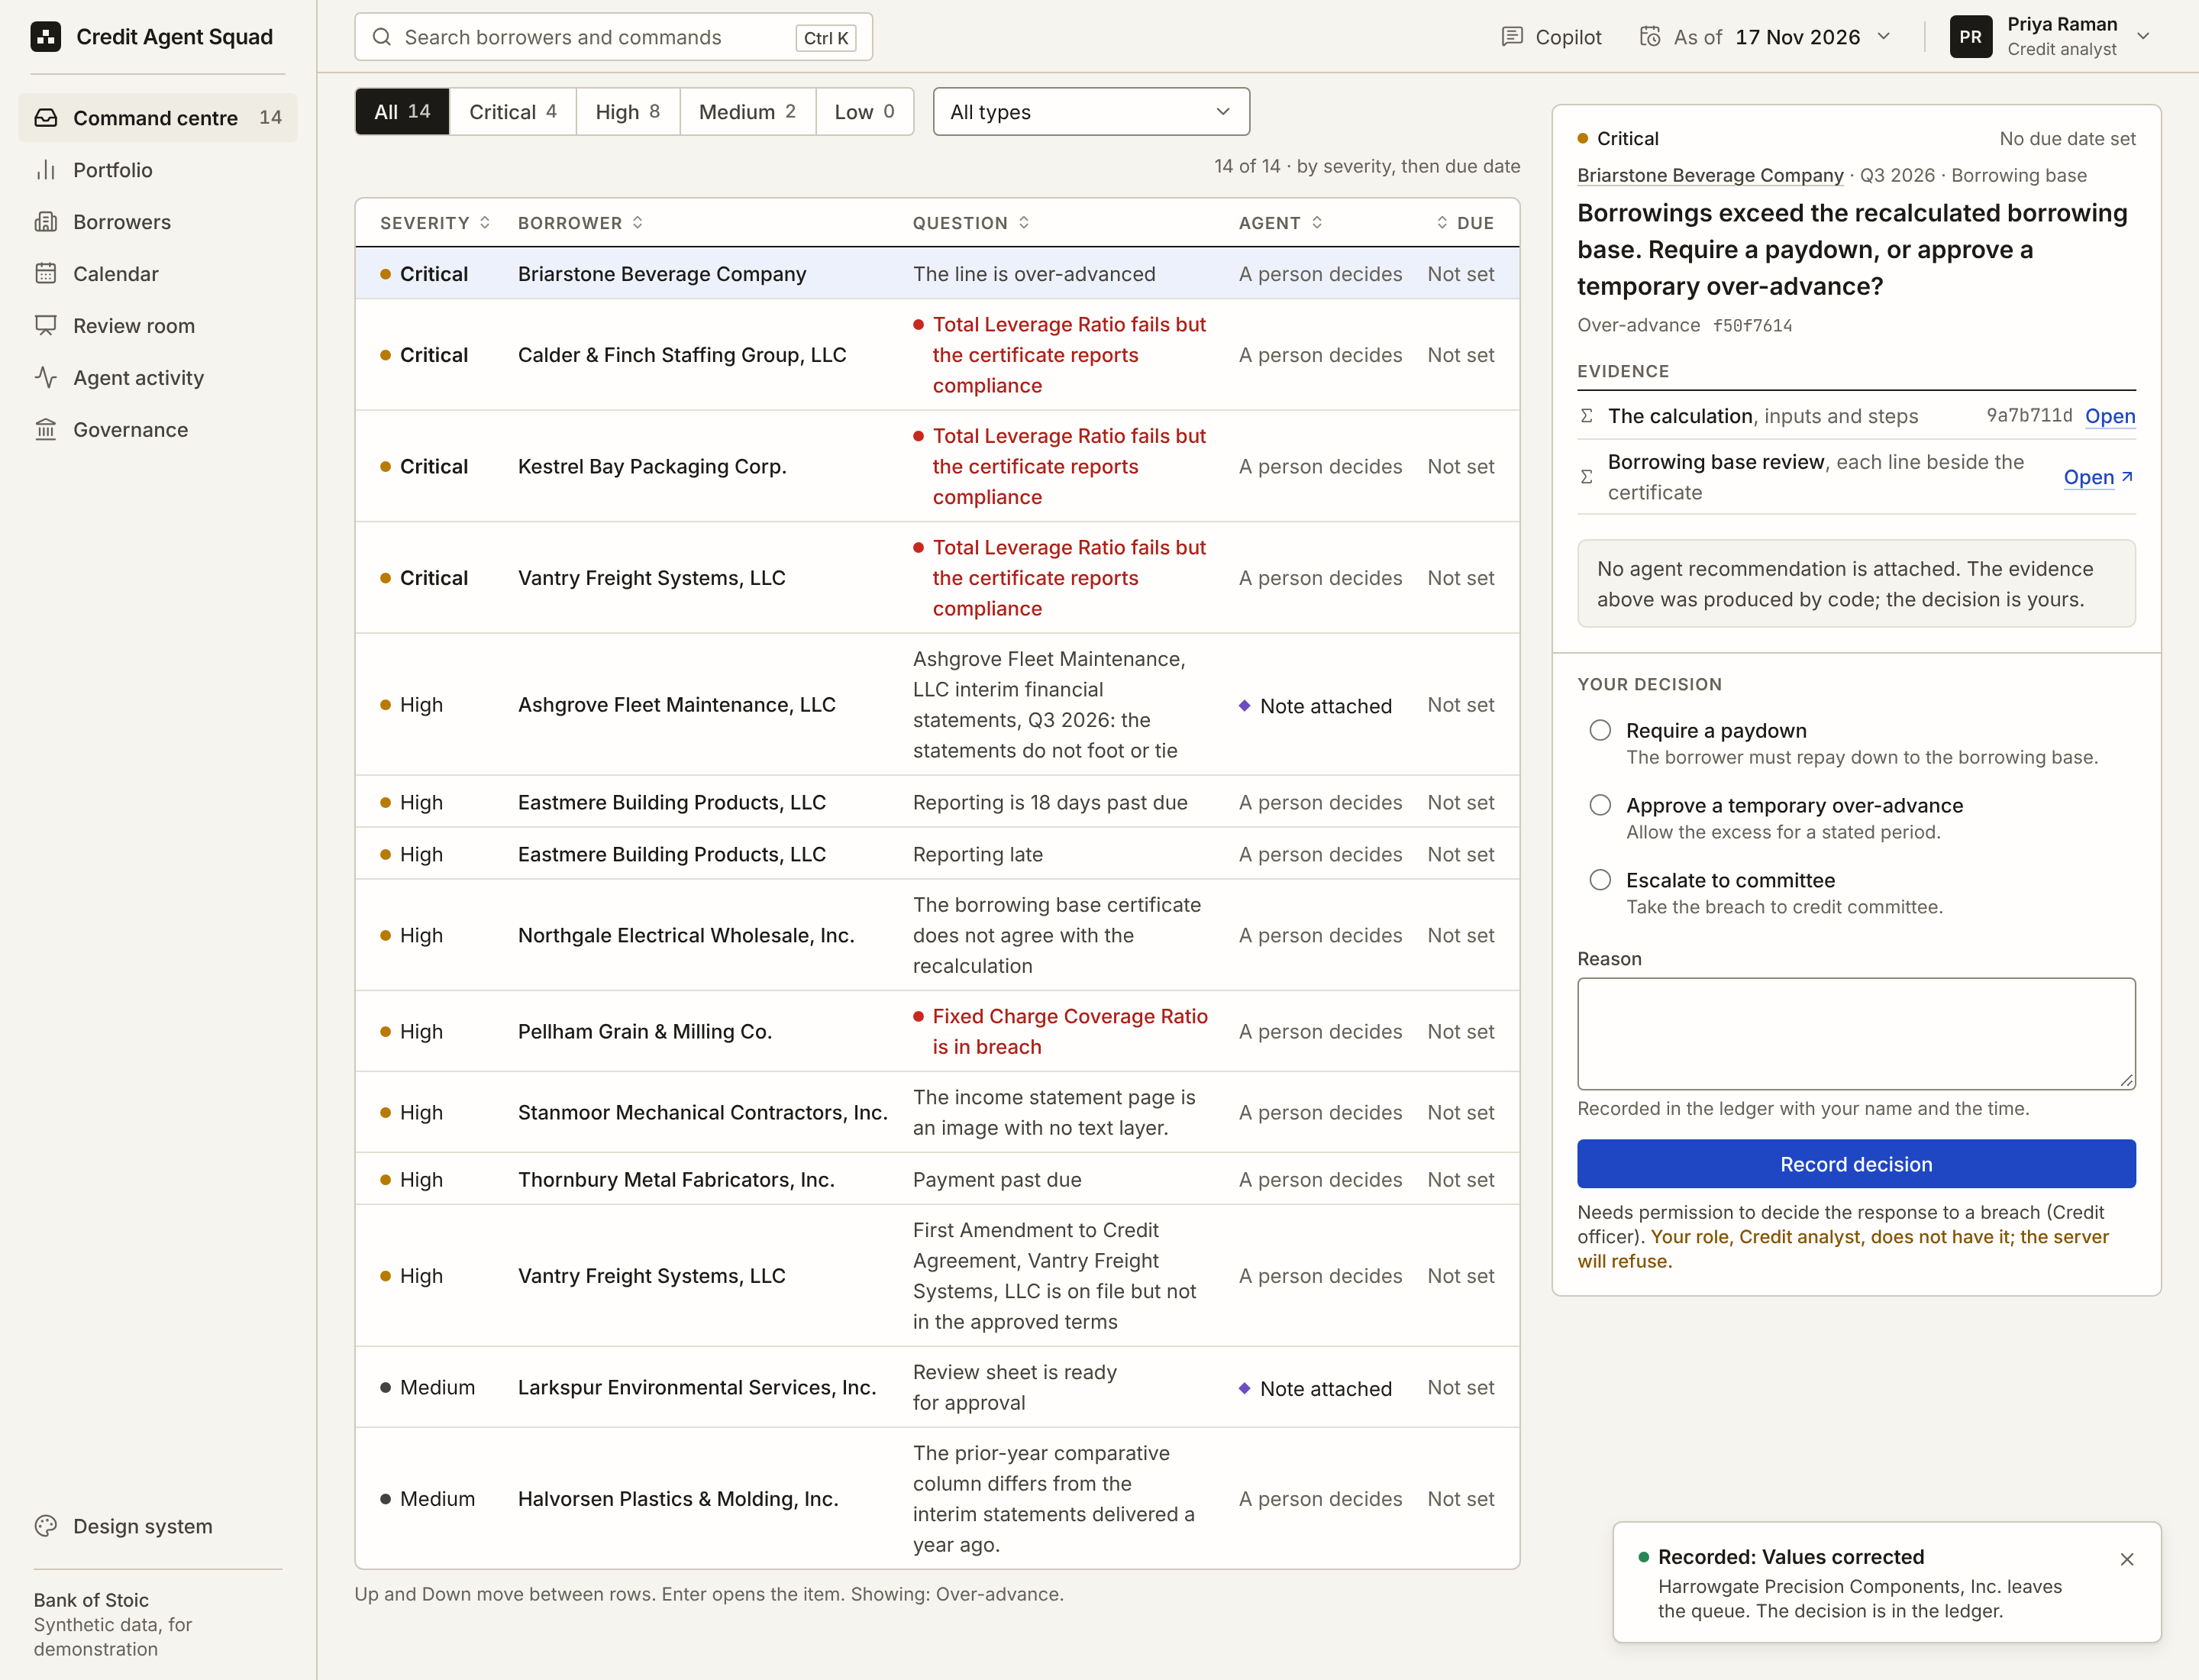 Credit Agent Squad
Search borrowers and commands
Ctrl K
Copilot
As of 17 Nov 2026
PR
Priya Raman
Credit analyst
Command centre 14
Portfolio
Borrowers
Calendar
Review room
Agent activity
Governance
Design system
Bank of Stoic
Synthetic data, for
demonstration
All 14
Critical 4
High 8
Medium 2
Low 0
All types
14 of 14 · by severity, then due date
SEVERITY BORROWER QUESTION AGENT DUE
Critical Briarstone Beverage Company The line is over-advanced A person decides Not set
Critical Calder & Finch Staffing Group, LLC Total Leverage Ratio fails but
the certificate reports
compliance
A person decides Not set
Critical Kestrel Bay Packaging Corp. Total Leverage Ratio fails but
the certificate reports
compliance
A person decides Not set
Critical Vantry Freight Systems, LLC Total Leverage Ratio fails but
the certificate reports
compliance
A person decides Not set
High Ashgrove Fleet Maintenance, LLC Ashgrove Fleet Maintenance,
LLC interim financial
statements, Q3 2026: the
statements do not foot or tie
Note attached Not set
High Eastmere Building Products, LLC Reporting is 18 days past due A person decides Not set
High Eastmere Building Products, LLC Reporting late A person decides Not set
High Northgale Electrical Wholesale, Inc. The borrowing base certificate
does not agree with the
recalculation
A person decides Not set
High Pellham Grain & Milling Co. Fixed Charge Coverage Ratio
is in breach
A person decides Not set
High Stanmoor Mechanical Contractors, Inc. The income statement page is
an image with no text layer.
A person decides Not set
High Thornbury Metal Fabricators, Inc. Payment past due A person decides Not set
High Vantry Freight Systems, LLC First Amendment to Credit
Agreement, Vantry Freight
Systems, LLC is on file but not
in the approved terms
A person decides Not set
Medium Larkspur Environmental Services, Inc. Review sheet is ready
for approval
Note attached Not set
Medium Halvorsen Plastics & Molding, Inc. The prior-year comparative
column differs from the
interim statements delivered a
year ago.
A person decides Not set
Up and Down move between rows. Enter opens the item. Showing: Over-advance.
Critical No due date set
Briarstone Beverage Company · Q3 2026 · Borrowing base
Borrowings exceed the recalculated borrowing
base. Require a paydown, or approve a
temporary over-advance?
Over-advance f50f7614
EVIDENCE
Σ The calculation, inputs and steps 9a7b711d Open
Σ Borrowing base review, each line beside the
certificate
Open
No agent recommendation is attached. The evidence
above was produced by code; the decision is yours.
YOUR DECISION
Require a paydown
The borrower must repay down to the borrowing base.
Approve a temporary over-advance
Allow the excess for a stated period.
Escalate to committee
Take the breach to credit committee.
Reason
Recorded in the ledger with your name and the time.
Record decision
Needs permission to decide the response to a breach (Credit
officer). Your role, Credit analyst, does not have it; the server
will refuse.
Recorded: Values corrected
Harrowgate Precision Components, Inc. leaves
the queue. The decision is in the ledger.